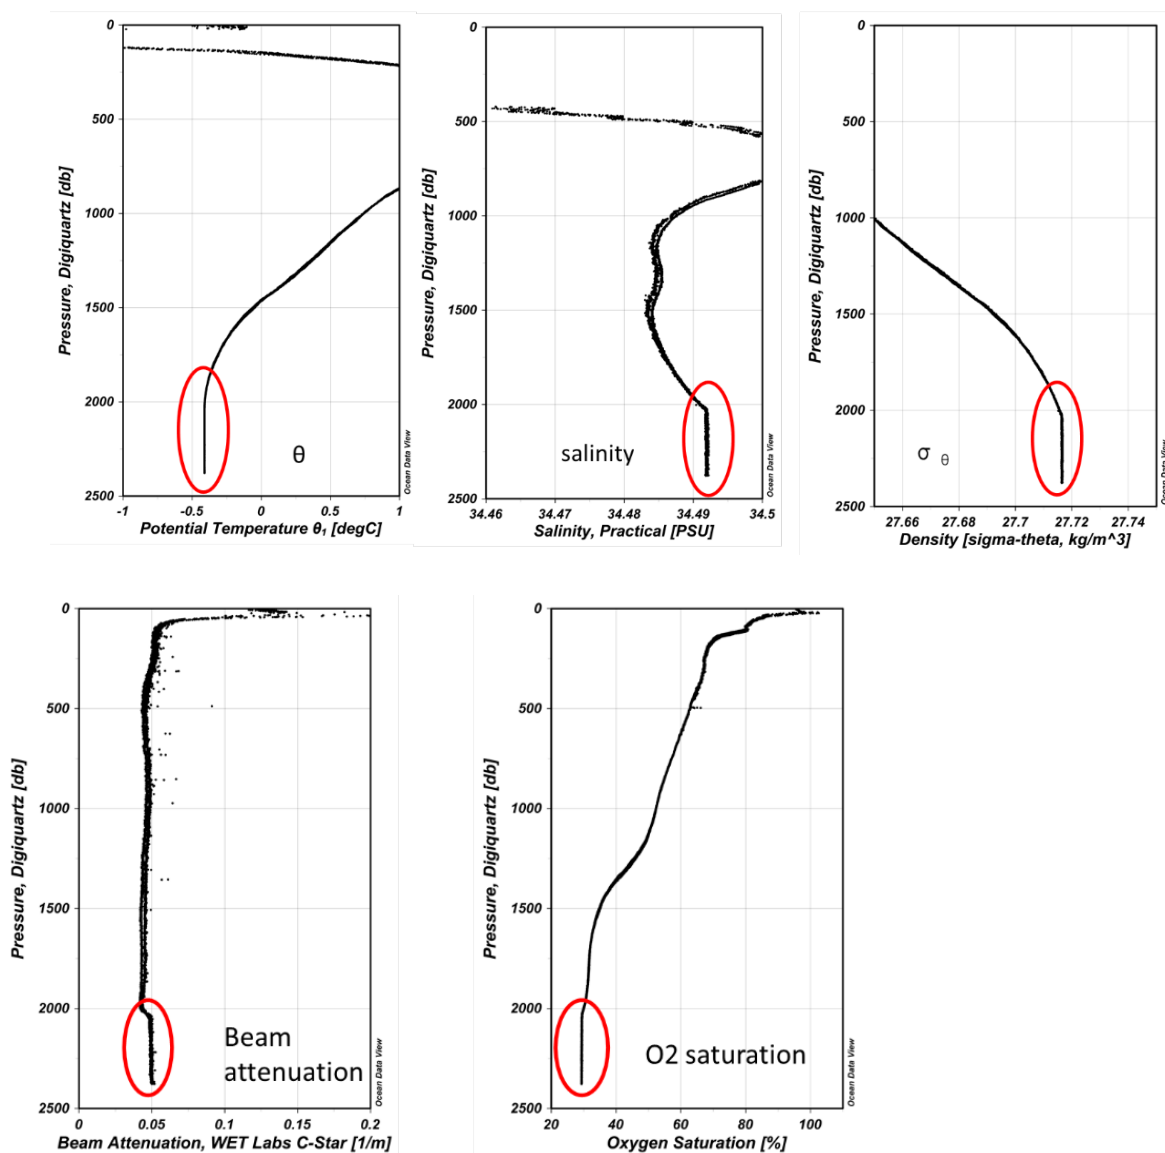 0
500
1000
1500
2000
2500
Pressure, Digiquartz [db]
θ
Ocean Data View
-1 -0.5 0 0.5 1
Potential Temperature θ1 [degC]
0
500
1000
1500
2000
2500
Pressure, Digiquartz [db]
salinity
Ocean Data View
34.46 34.47 34.48 34.49 34.5
Salinity, Practical [PSU]
0
500
1000
1500
2000
2500
Pressure, Digiquartz [db]
σ θ
Ocean Data View
27.66 27.68 27.7 27.72 27.74
Density [sigma-theta, kg/m^3]
0
500
1000
1500
2000
2500
Pressure, Digiquartz [db]
Beam
attenuation
Ocean Data View
0 0.05 0.1 0.15 0.2
Beam Attenuation, WET Labs C-Star [1/m]
0
500
1000
1500
2000
2500
Pressure, Digiquartz [db]
O2 saturation
Ocean Data View
20 40 60 80 100
Oxygen Saturation [%]